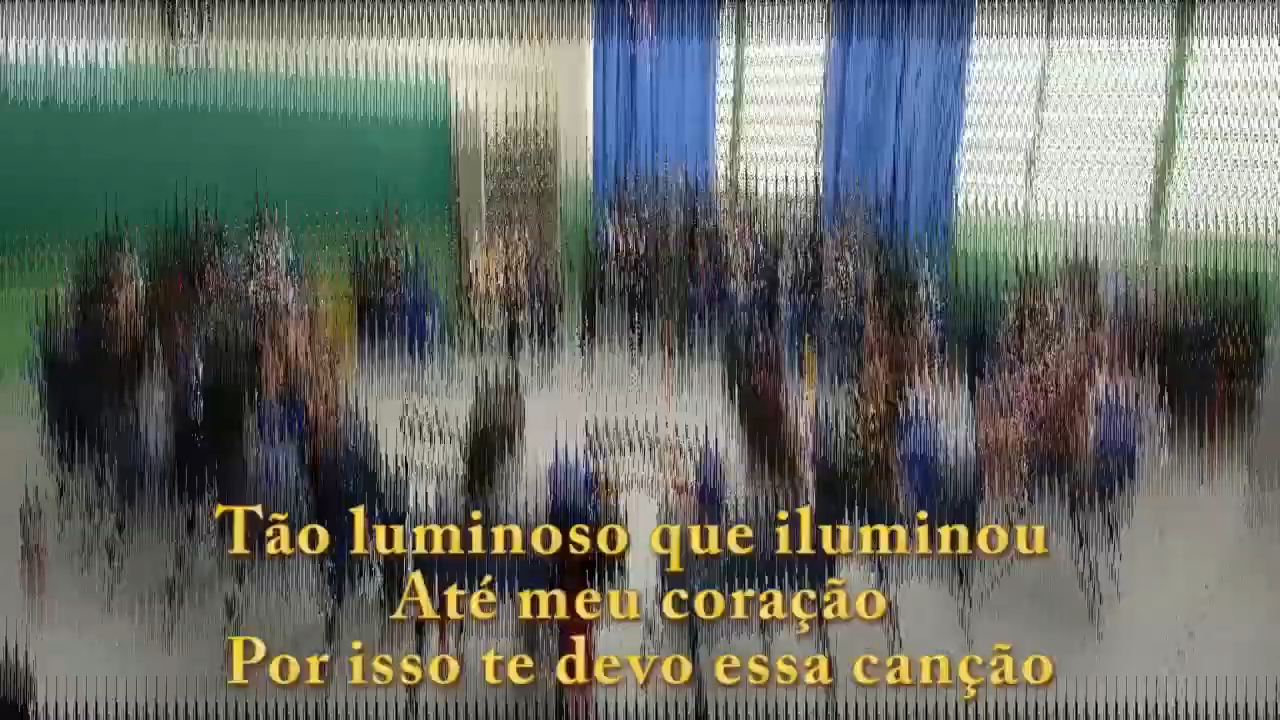 Tão luminoso que iluminou
Até meu coração
Por isso te devo essa canção